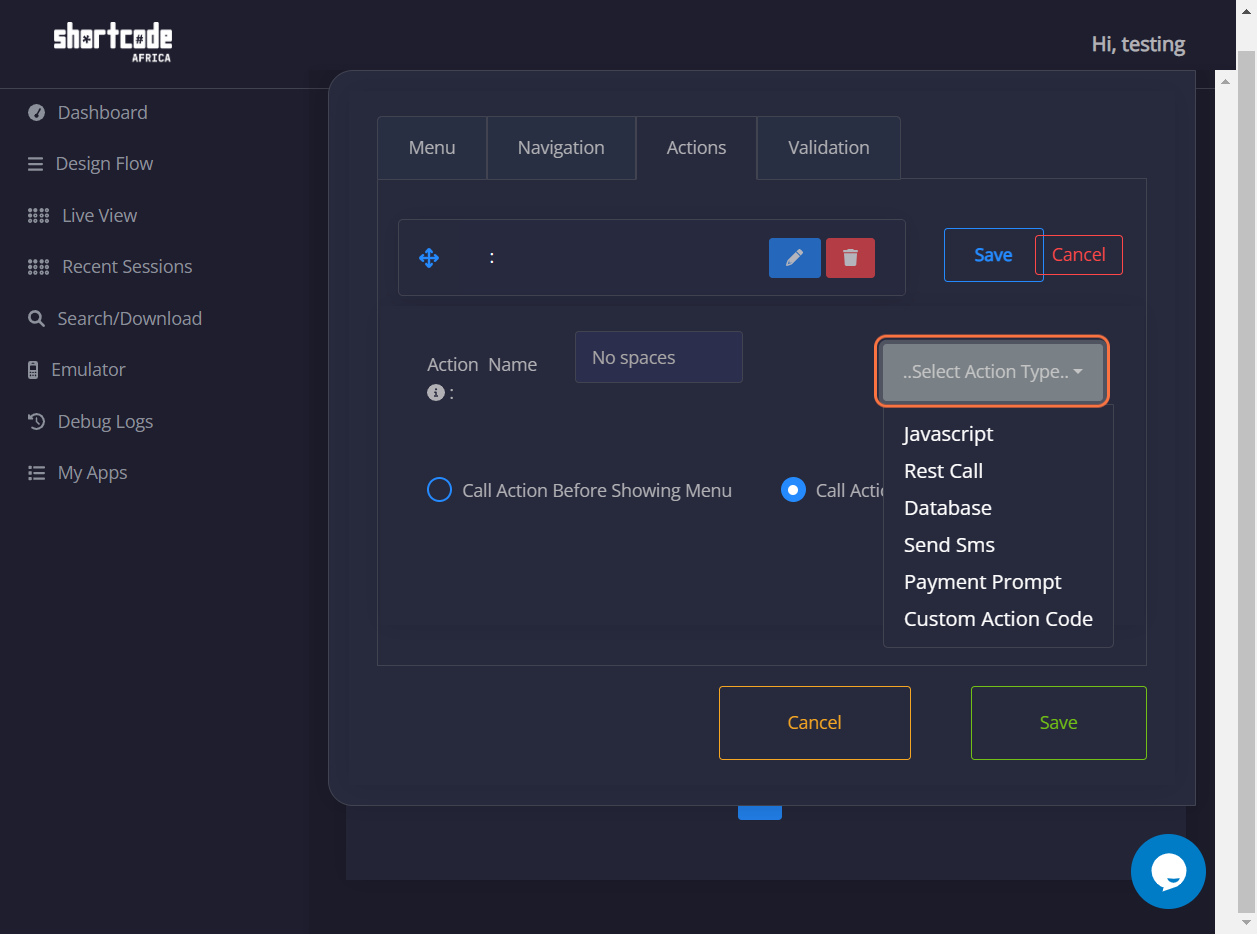 shortcode
AFRICA
Hi, testing
Dashboard
Design Flow
Live View
Recent Sessions
Search/Download
Emulator
Debug Logs
My Apps
Menu
Navigation
Actions
Validation
:
Save
Cancel
Action Name
:
No spaces
..Select Action Type..
Javascript
Rest Call
Database
Send Sms
Payment Prompt
Custom Action Code
Call Action Before Showing Menu
Call
Cancel
Save